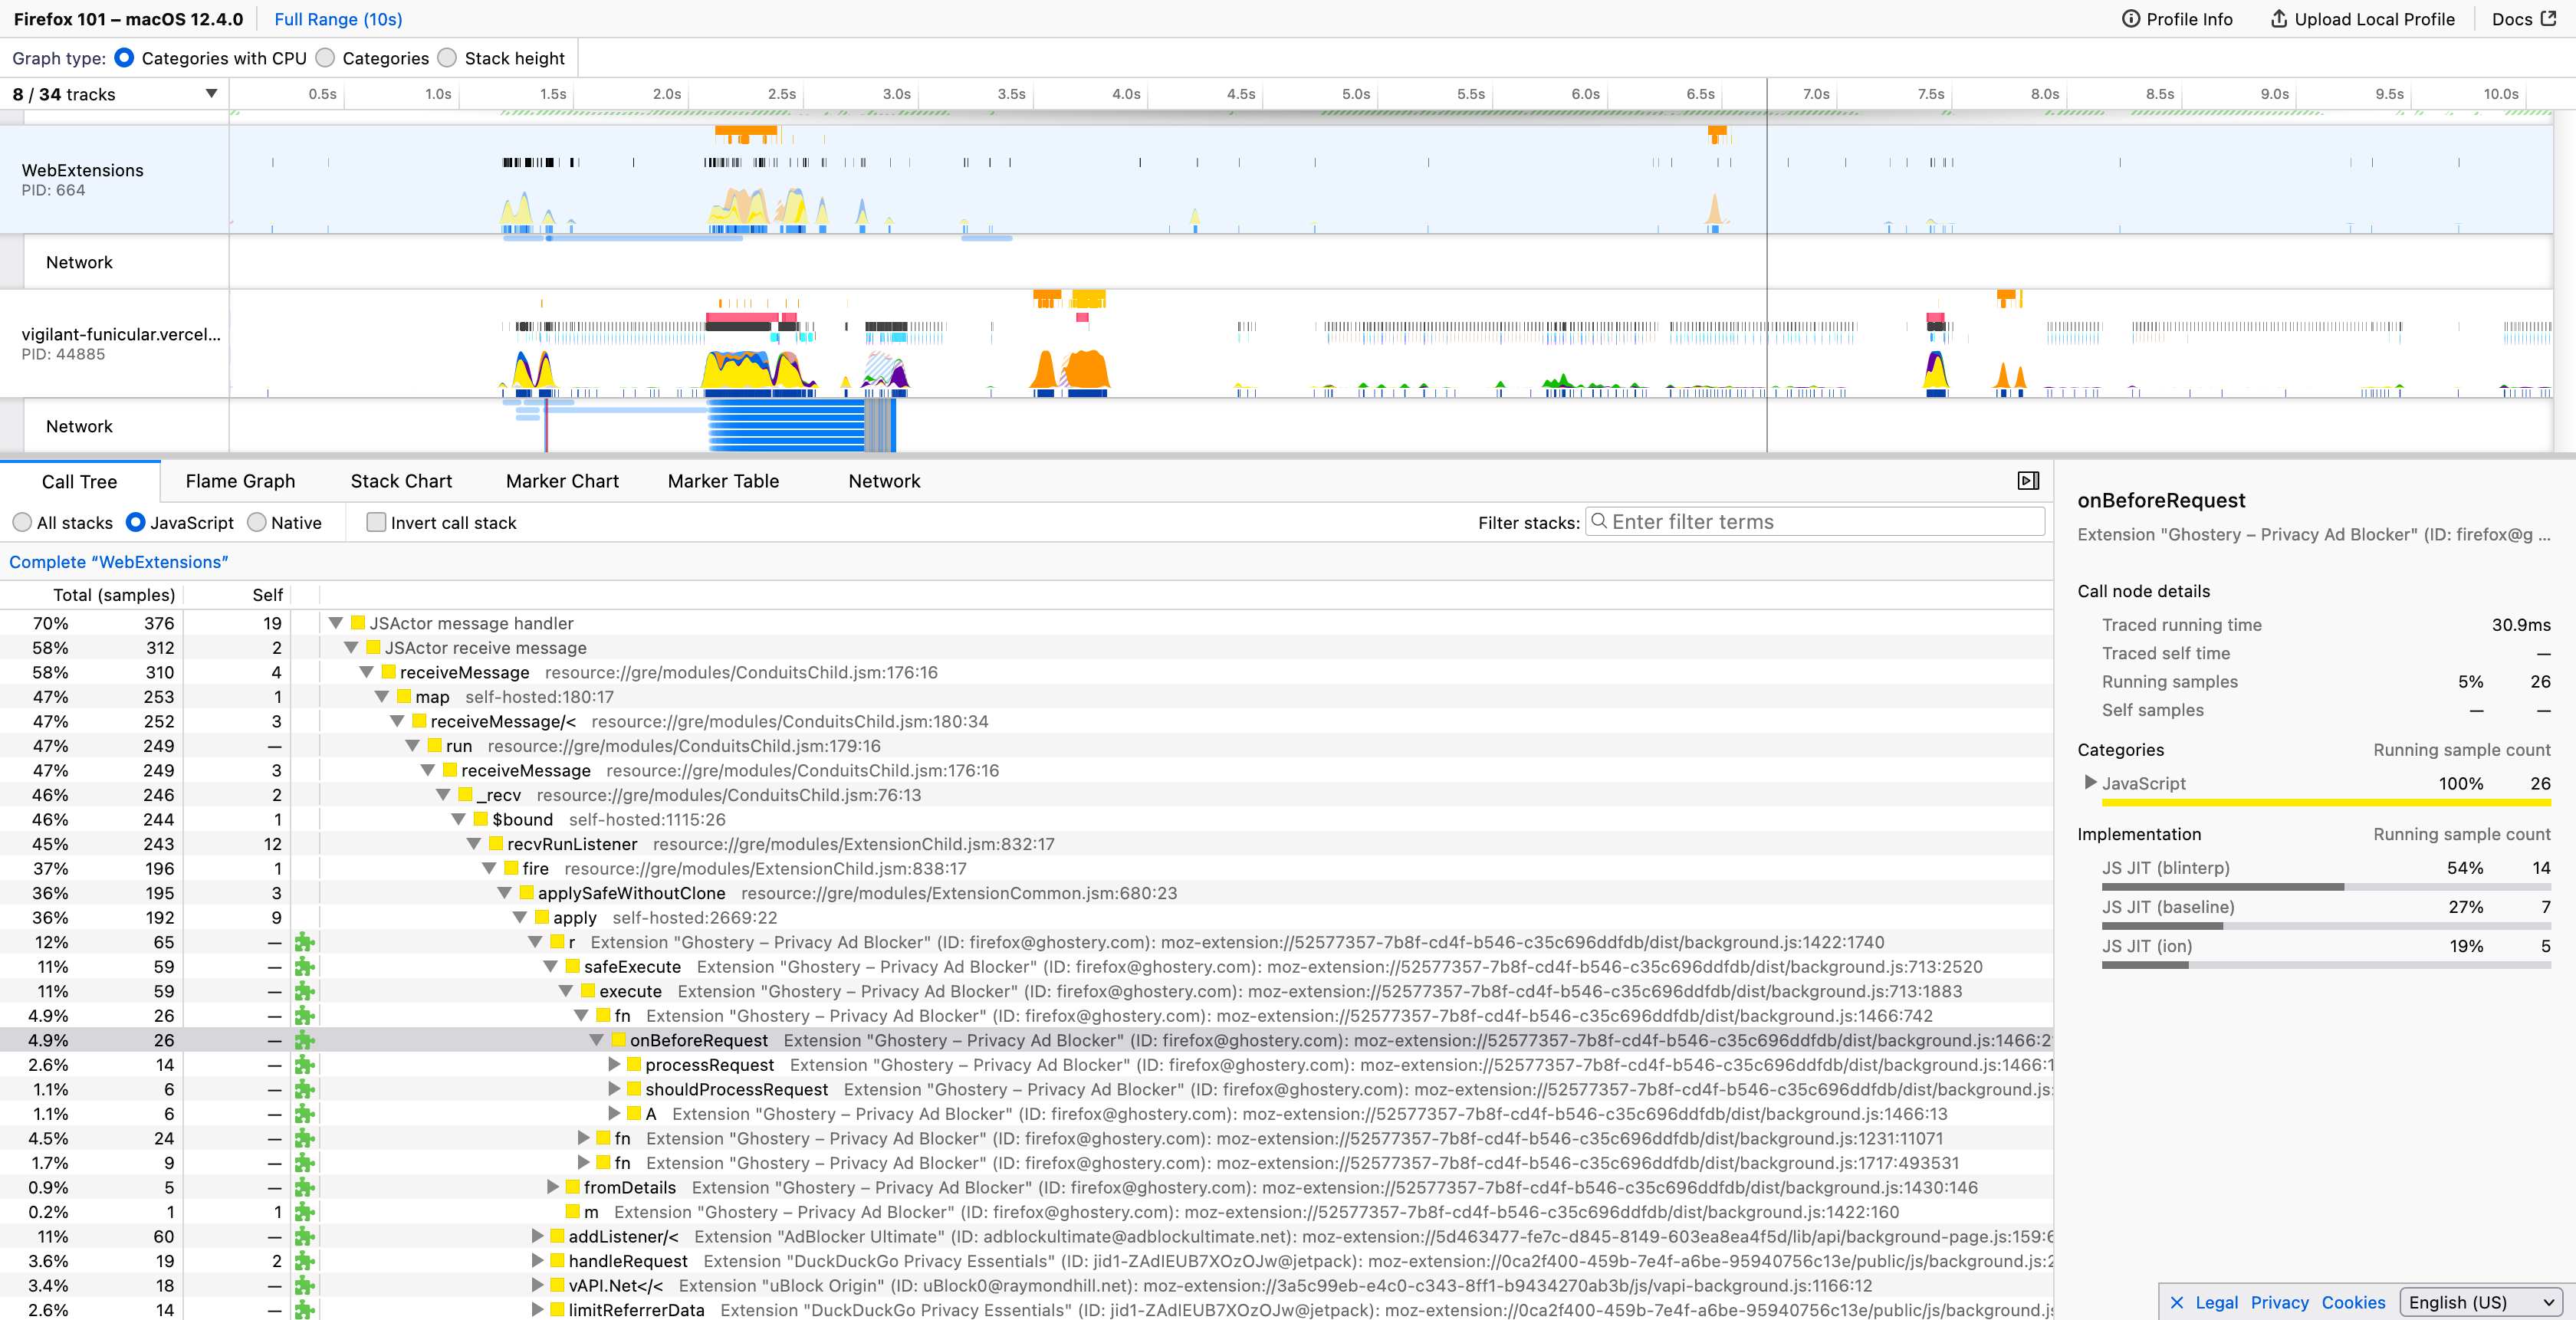 Firefox 101 – macOS 12.4.0 Full Range (10s) Profile Info Upload Local Profile Docs
Graph type: Categories with CPU Categories Stack height
8 / 34 tracks 0.5s 1.0s 1.5s 2.0s 2.5s 3.0s 3.5s 4.0s 4.5s 5.0s 5.5s 6.0s 6.5s 7.0s 7.5s 8.0s 8.5s 9.0s 9.5s 10.0s
WebExtensions
PID: 664
Network
vigilant-funicular.vercel...
PID: 44885
Network
Call Tree Flame Graph Stack Chart Marker Chart Marker Table Network
All stacks JavaScript Native Invert call stack Filter stacks: Enter filter terms
Complete “WebExtensions”
Total (samples) Self
70% 376 19 JSActor message handler
58% 312 2 JSActor receive message
58% 310 4 receiveMessage resource://gre/modules/ConduitsChild.jsm:176:16
47% 253 1 map self-hosted:180:17
47% 252 3 receiveMessage/< resource://gre/modules/ConduitsChild.jsm:180:34
47% 249 — run resource://gre/modules/ConduitsChild.jsm:179:16
47% 249 3 receiveMessage resource://gre/modules/ConduitsChild.jsm:176:16
46% 246 2 _recv resource://gre/modules/ConduitsChild.jsm:76:13
46% 244 1 $bound self-hosted:1115:26
45% 243 12 recvRunListener resource://gre/modules/ExtensionChild.jsm:832:17
37% 196 1 fire resource://gre/modules/ExtensionChild.jsm:838:17
36% 195 3 applySafeWithoutClone resource://gre/modules/ExtensionCommon.jsm:680:23
36% 192 9 apply self-hosted:2669:22
12% 65 — r Extension "Ghostery – Privacy Ad Blocker" (ID: firefox@ghostery.com): moz-extension://52577357-7b8f-cd4f-b546-c35c696ddfdb/dist/background.js:1422:1740
11% 59 — safeExecute Extension "Ghostery – Privacy Ad Blocker" (ID: firefox@ghostery.com): moz-extension://52577357-7b8f-cd4f-b546-c35c696ddfdb/dist/background.js:713:2520
11% 59 — execute Extension "Ghostery – Privacy Ad Blocker" (ID: firefox@ghostery.com): moz-extension://52577357-7b8f-cd4f-b546-c35c696ddfdb/dist/background.js:713:1883
4.9% 26 — fn Extension "Ghostery – Privacy Ad Blocker" (ID: firefox@ghostery.com): moz-extension://52577357-7b8f-cd4f-b546-c35c696ddfdb/dist/background.js:1466:742
4.9% 26 — onBeforeRequest Extension "Ghostery – Privacy Ad Blocker" (ID: firefox@ghostery.com): moz-extension://52577357-7b8f-cd4f-b546-c35c696ddfdb/dist/background.js:1466:2
2.6% 14 — processRequest Extension "Ghostery – Privacy Ad Blocker" (ID: firefox@ghostery.com): moz-extension://52577357-7b8f-cd4f-b546-c35c696ddfdb/dist/background.js:1466:1
1.1% 6 — shouldProcessRequest Extension "Ghostery – Privacy Ad Blocker" (ID: firefox@ghostery.com): moz-extension://52577357-7b8f-cd4f-b546-c35c696ddfdb/dist/background.js:
1.1% 6 — A Extension "Ghostery – Privacy Ad Blocker" (ID: firefox@ghostery.com): moz-extension://52577357-7b8f-cd4f-b546-c35c696ddfdb/dist/background.js:1466:13
4.5% 24 — fn Extension "Ghostery – Privacy Ad Blocker" (ID: firefox@ghostery.com): moz-extension://52577357-7b8f-cd4f-b546-c35c696ddfdb/dist/background.js:1231:11071
1.7% 9 — fn Extension "Ghostery – Privacy Ad Blocker" (ID: firefox@ghostery.com): moz-extension://52577357-7b8f-cd4f-b546-c35c696ddfdb/dist/background.js:1717:493531
0.9% 5 — fromDetails Extension "Ghostery – Privacy Ad Blocker" (ID: firefox@ghostery.com): moz-extension://52577357-7b8f-cd4f-b546-c35c696ddfdb/dist/background.js:1430:146
0.2% 1 1 m Extension "Ghostery – Privacy Ad Blocker" (ID: firefox@ghostery.com): moz-extension://52577357-7b8f-cd4f-b546-c35c696ddfdb/dist/background.js:1422:160
11% 60 — addListener/< Extension "AdBlocker Ultimate" (ID: adblockultimate@adblockultimate.net): moz-extension://5d463477-fe7c-d845-8149-603ea8ea4f5d/lib/api/background-page.js:159:6
3.6% 19 2 handleRequest Extension "DuckDuckGo Privacy Essentials" (ID: jid1-ZAdIEUB7XOzOJw@jetpack): moz-extension://0ca2f400-459b-7e4f-a6be-95940756c13e/public/js/background.js:2
3.4% 18 — vAPI.Net</< Extension "uBlock Origin" (ID: uBlock0@raymondhill.net): moz-extension://3a5c99eb-e4c0-c343-8ff1-b9434270ab3b/js/vapi-background.js:1166:12
2.6% 14 — limitReferrerData Extension "DuckDuckGo Privacy Essentials" (ID: jid1-ZAdIEUB7XOzOJw@jetpack): moz-extension://0ca2f400-459b-7e4f-a6be-95940756c13e/public/js/background.js
onBeforeRequest
Extension "Ghostery – Privacy Ad Blocker" (ID: firefox@g ...
Call node details
Traced running time 30.9ms
Traced self time —
Running samples 5% 26
Self samples — —
Categories Running sample count
JavaScript 100% 26
Implementation Running sample count
JS JIT (blinterp) 54% 14
JS JIT (baseline) 27% 7
JS JIT (ion) 19% 5
Legal Privacy Cookies English (US)